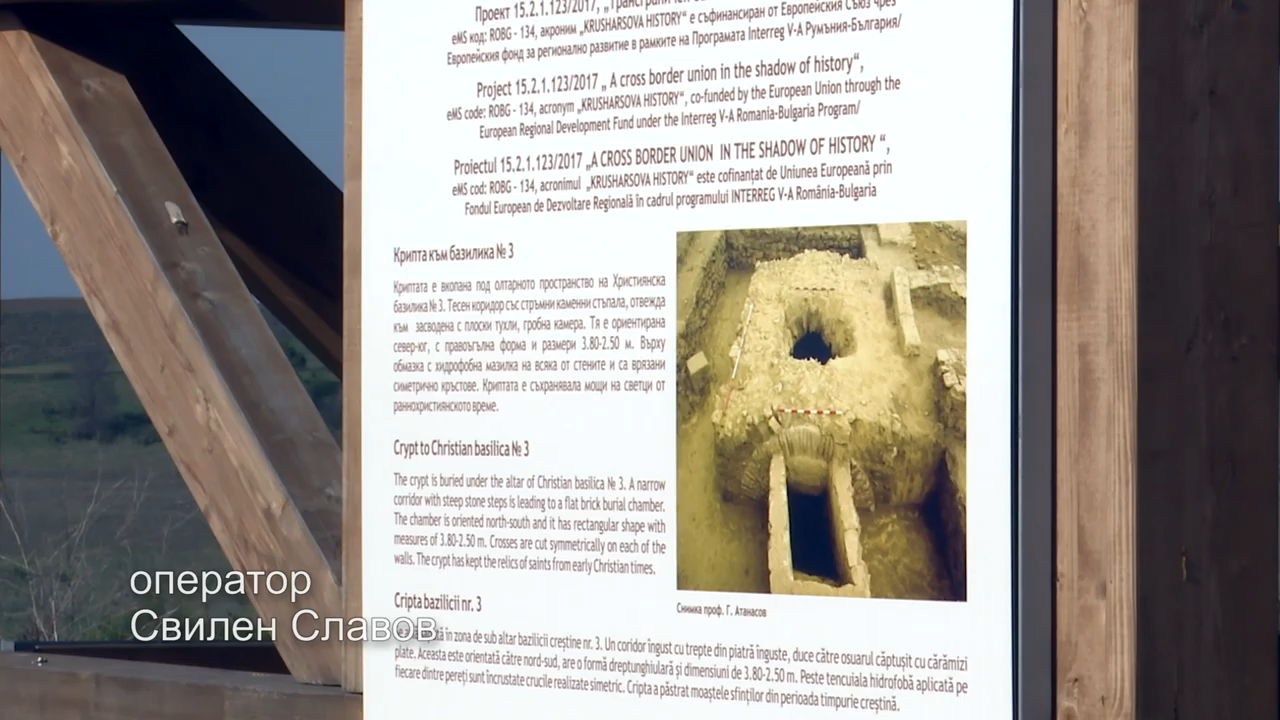 Проект 15.2.1.123/2017, „Трансграничен
eMS код: ROBG - 134, акроним „KRUSHARSOVA HISTORY“ е съфинансиран от Европейския Съюз чрез
Европейския фонд за регионално развитие в рамките на Програмата Interreg V-A Румъния-България/
Project 15.2.1.123/2017 „ A cross border union in the shadow of history“,
eMS code: ROBG - 134, acronym „KRUSHARSOVA HISTORY“, co-funded by the European Union through the
European Regional Development Fund under the Interreg V-A Romania-Bulgaria Program/
Proiectul 15.2.1.123/2017 „A CROSS BORDER UNION IN THE SHADOW OF HISTORY “,
eMS cod: ROBG - 134, acronimul „KRUSHARSOVA HISTORY“ este cofinanțat de Uniunea Europeană prin
Fondul European de Dezvoltare Regională în cadrul programului INTERREG V-A România-Bulgaria
Крипта към базилика № 3
Криптата е вкопана под олтарното пространство на Християнска
базилика № 3. Тесен коридор със стръмни каменни стъпала, отвежда
към засводена с плоски тухли, гробна камера. Тя е ориентирана
север-юг, с правоъгълна форма и размери 3.80-2.50 м. Върху
обмазка с хидрофобна мазилка на всяка от стените и са врязани
симетрично кръстове. Криптата е съхранявала мощи на светци от
раннохристиянското време.
Crypt to Christian basilica № 3
The crypt is buried under the altar of Christian basilica № 3. A narrow
corridor with steep stone steps is leading to a flat brick burial chamber.
The chamber is oriented north-south and it has rectangular shape with
measures of 3.80-2.50 m. Crosses are cut symmetrically on each of the
walls. The crypt has kept the relics of saints from early Christian times.
Снимка проф. Г. Атанасов
Cripta bazilicii nr. 3
în zona de sub altar bazilicii creștine nr. 3. Un coridor îngust cu trepte din piatră înguste, duce către osuarul căptușit cu cărămizi
plate. Aceasta este orientată către nord-sud, are o formă dreptunghiulară și dimensiuni de 3.80-2.50 m. Peste tencuiala hidrofobă aplicată pe
fiecare dintre pereți sunt încrustate crucile realizate simetric. Cripta a păstrat moaștele sfinților din perioada timpurie creștină.
оператор
Свилен Славов